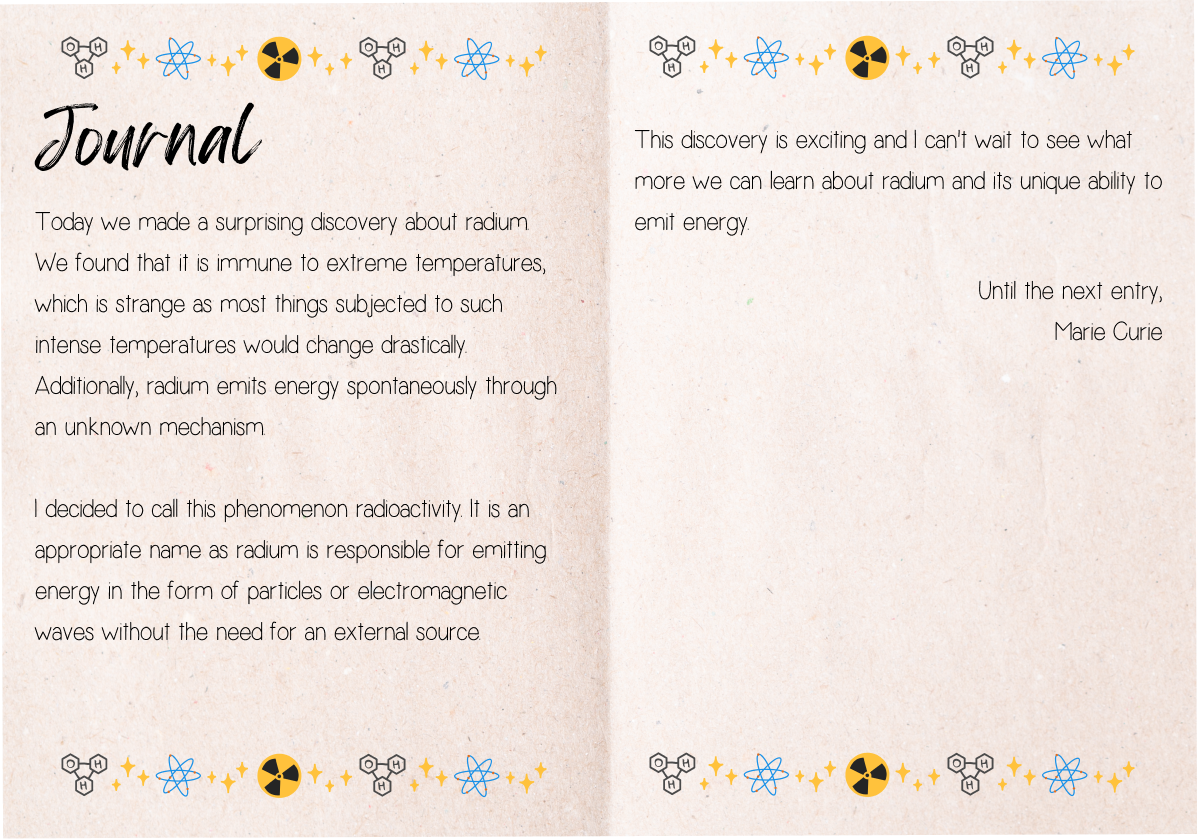 Journal
Today we made a surprising discovery about radium.
We found that it is immune to extreme temperatures,
which is strange as most things subjected to such
intense temperatures would change drastically.
Additionally, radium emits energy spontaneously through
an unknown mechanism.
I decided to call this phenomenon radioactivity. It is an
appropriate name as radium is responsible for emitting
energy in the form of particles or electromagnetic
waves without the need for an external source.
This discovery is exciting and I can't wait to see what
more we can learn about radium and its unique ability to
emit energy.
Until the next entry,
Marie Curie